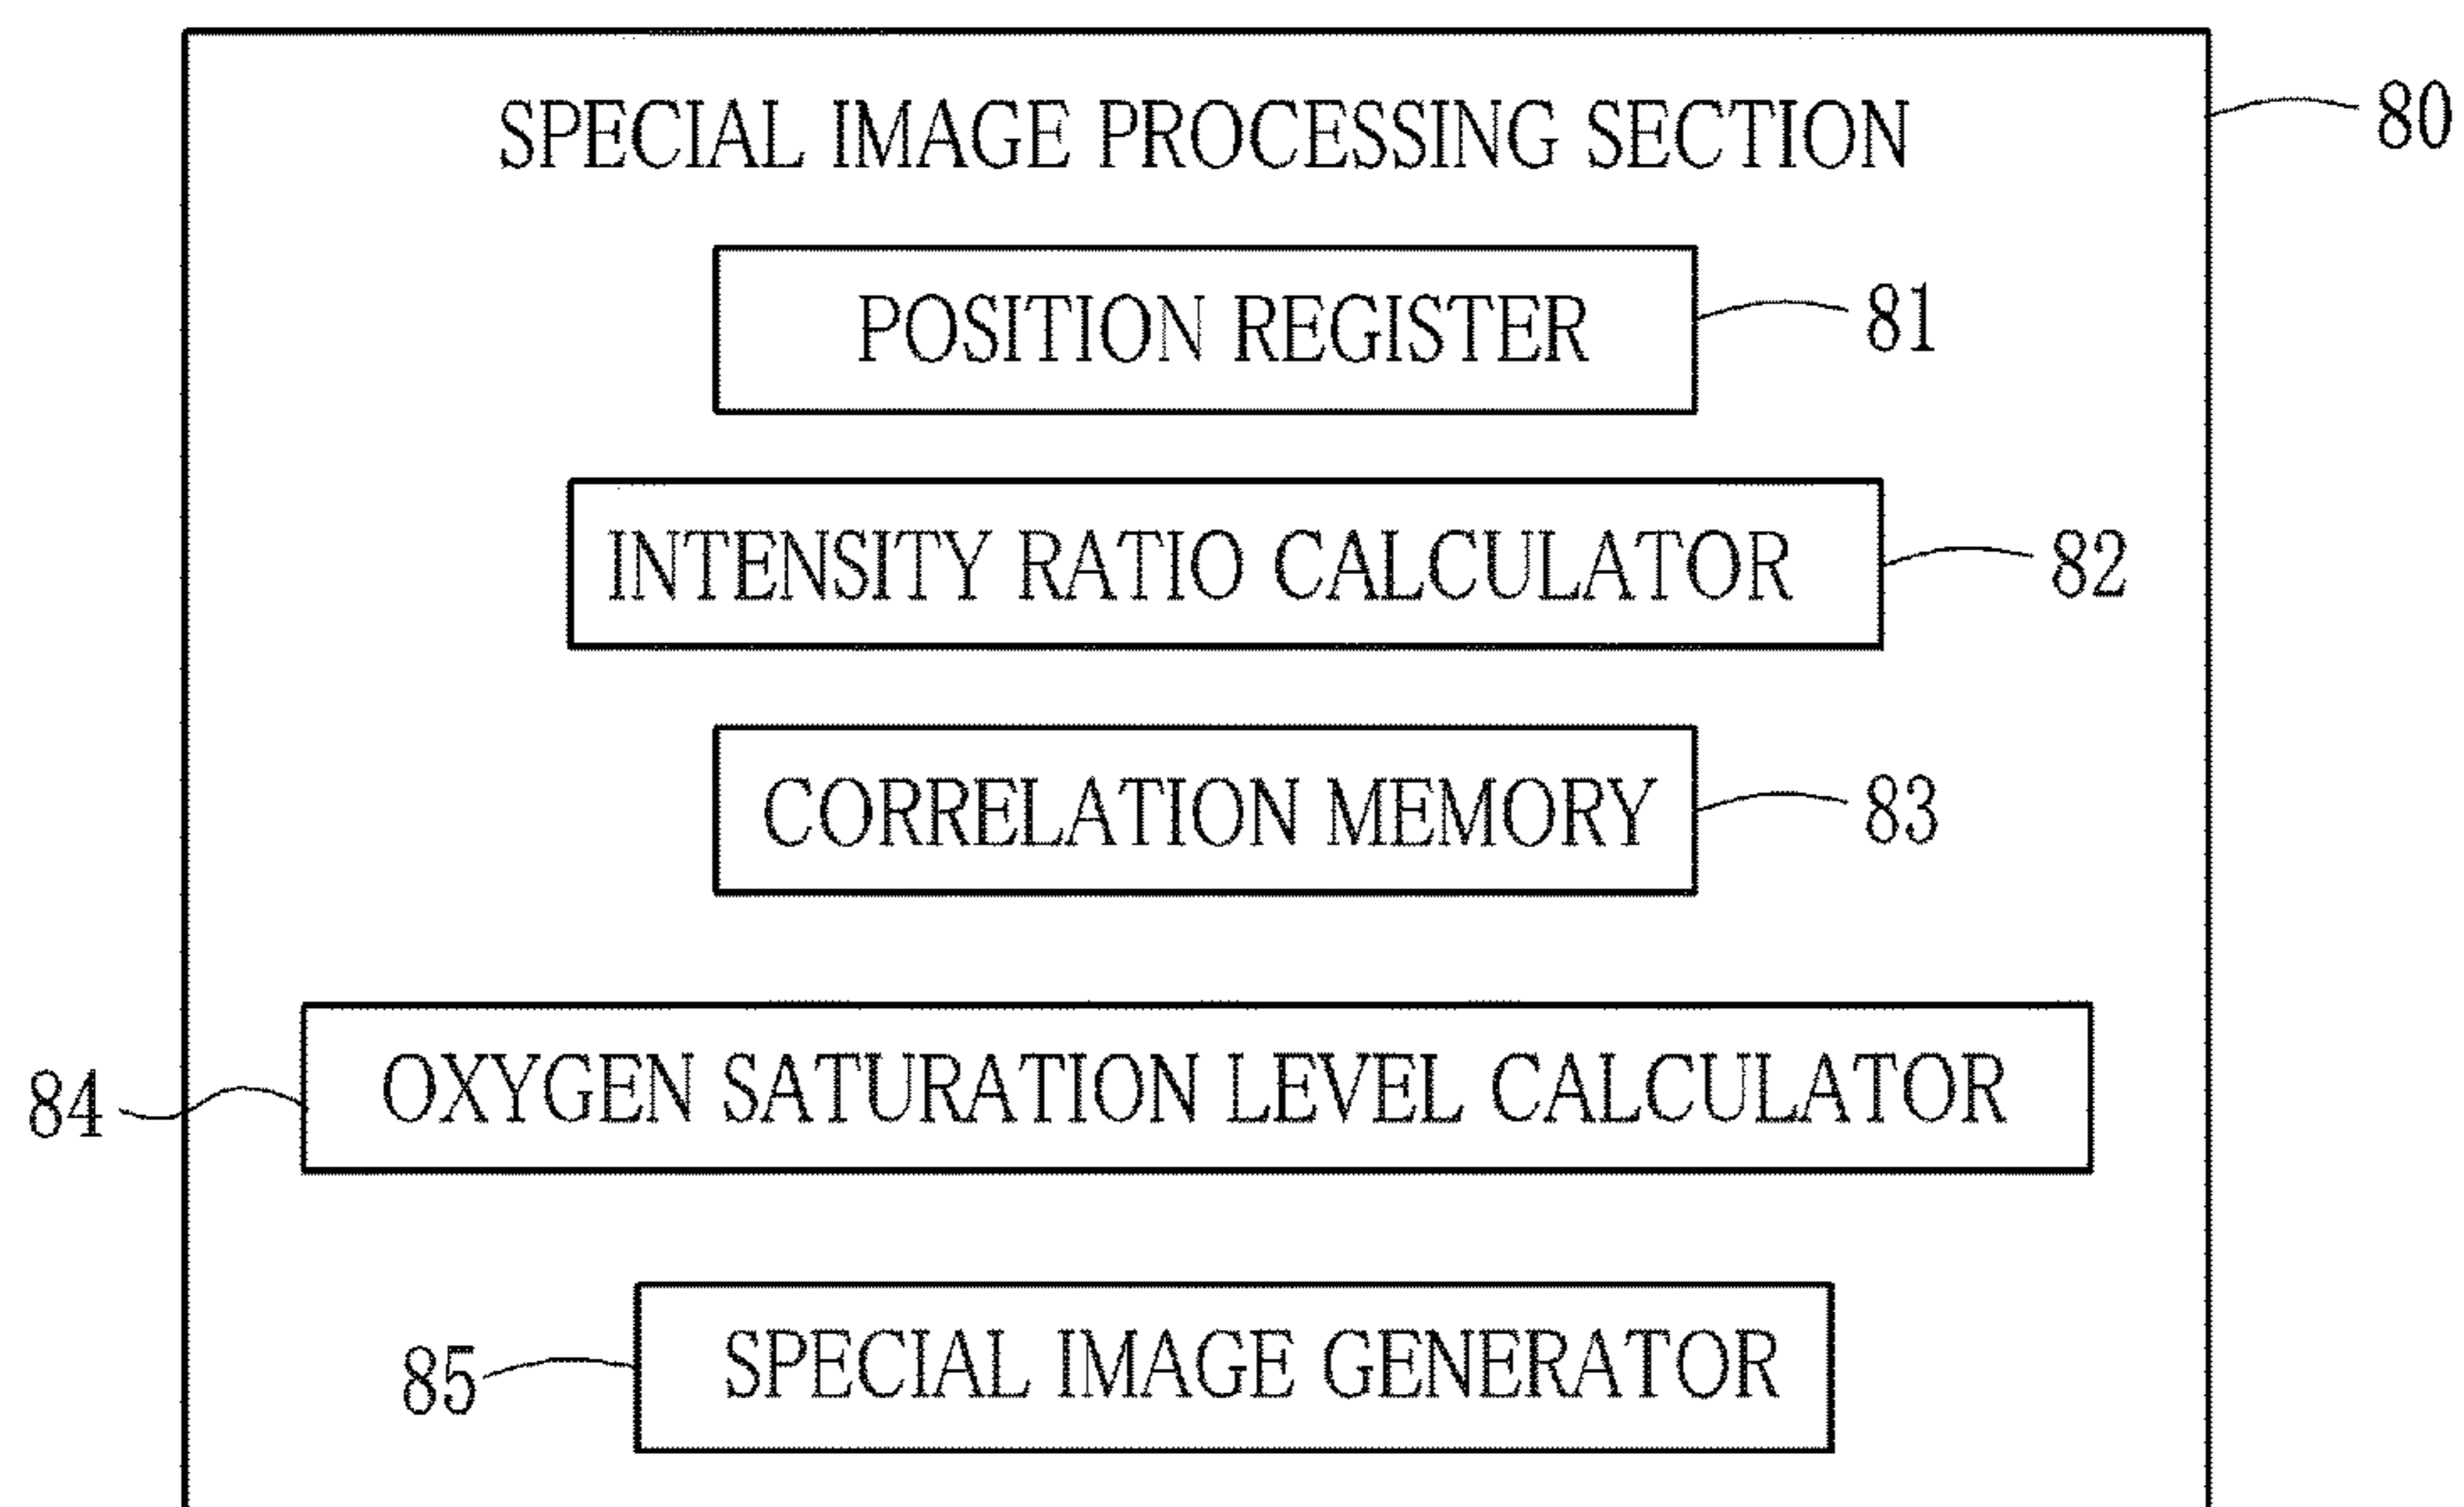 SPECIAL IMAGE PROCESSING SECTION
80
POSITION REGISTER
81
INTENSITY RATIO CALCULATOR
82
CORRELATION MEMORY
83
84
OXYGEN SATURATION LEVEL CALCULATOR
85
SPECIAL IMAGE GENERATOR